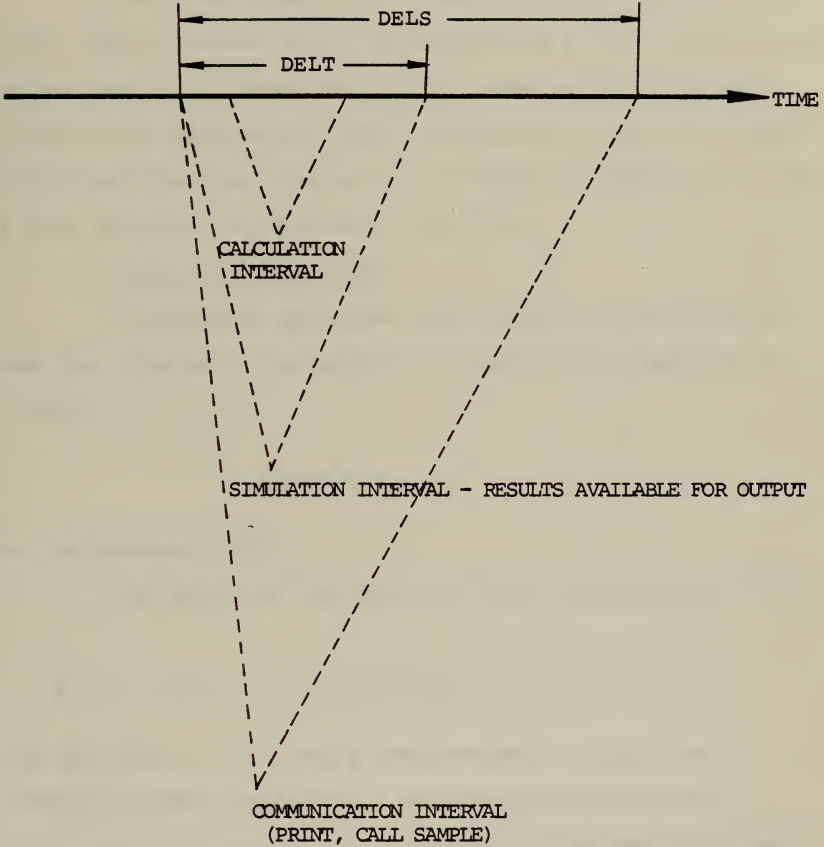 DELS
DELT
TIME
CALCULATION
INTERVAL
SIMULATION INTERVAL - RESULTS AVAILABLE FOR OUTPUT
COMMUNICATION INTERVAL
(PRINT, CALL SAMPLE)